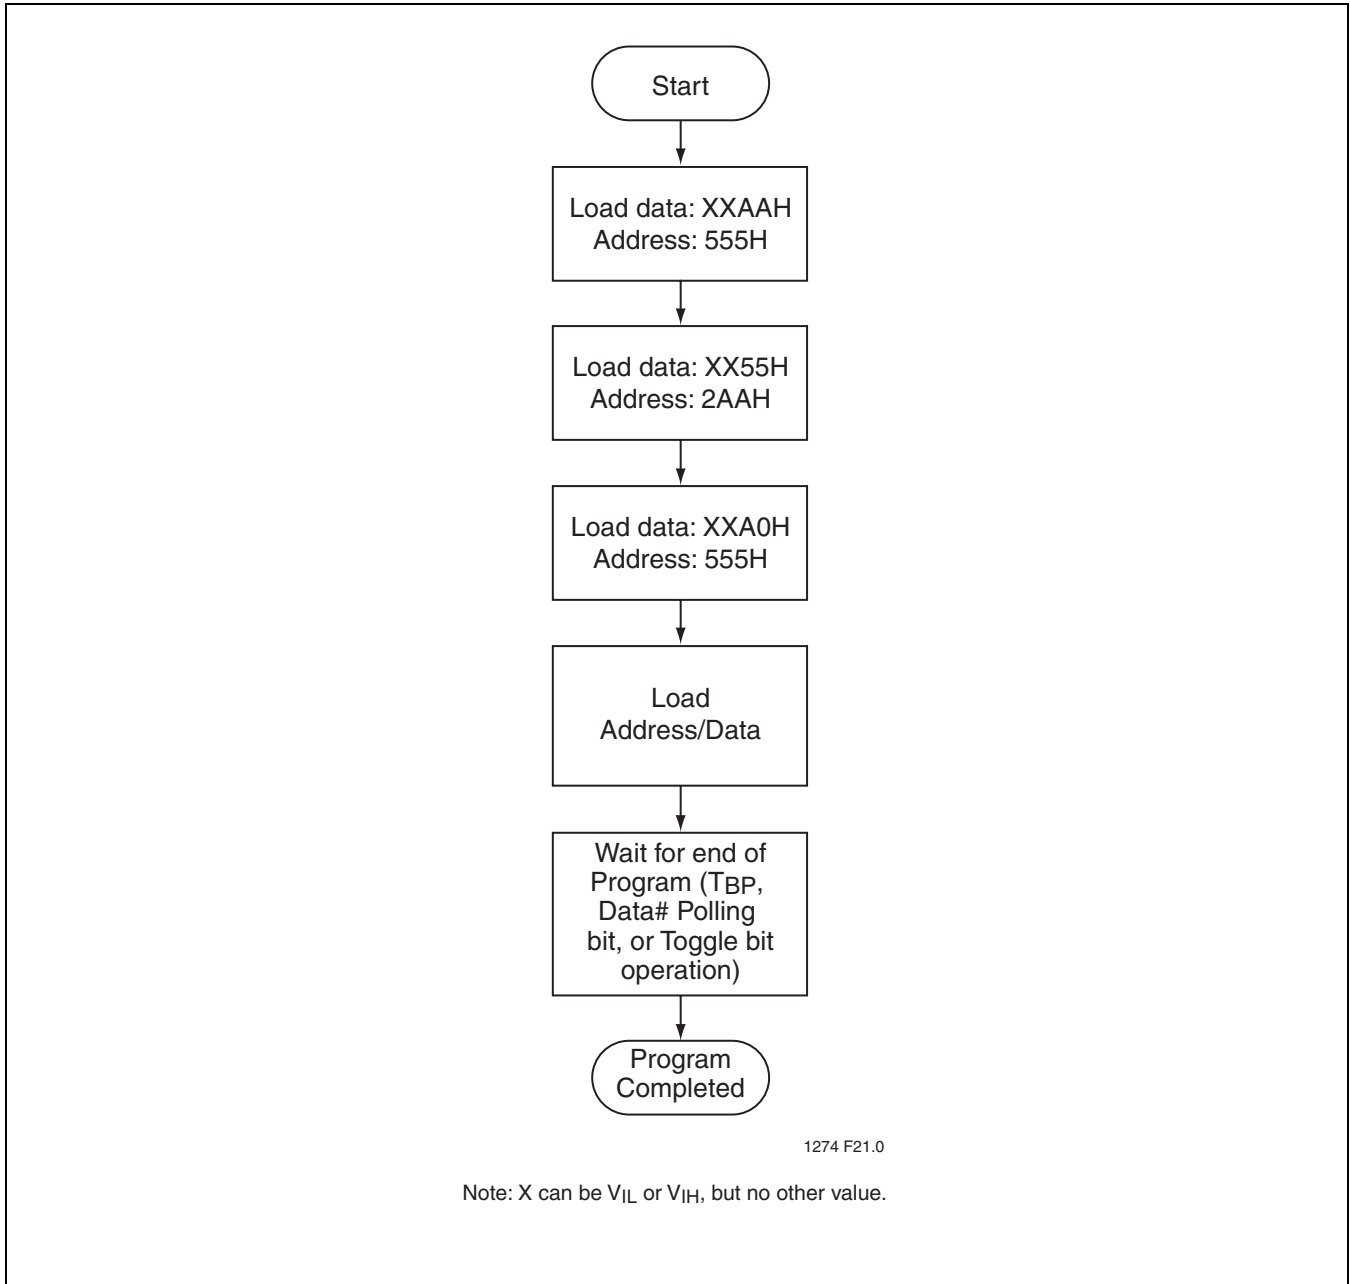 Start
Load data: XXAAH
Address: 555H
Load data: XX55H
Address: 2AAH
Load data: XXA0H
Address: 555H
Load
Address/Data
Wait for end of
Program (TBP,
Data# Polling
bit, or Toggle bit
operation)
Program
Completed
1274 F21.0
Note: X can be VIL or VIH, but no other value.